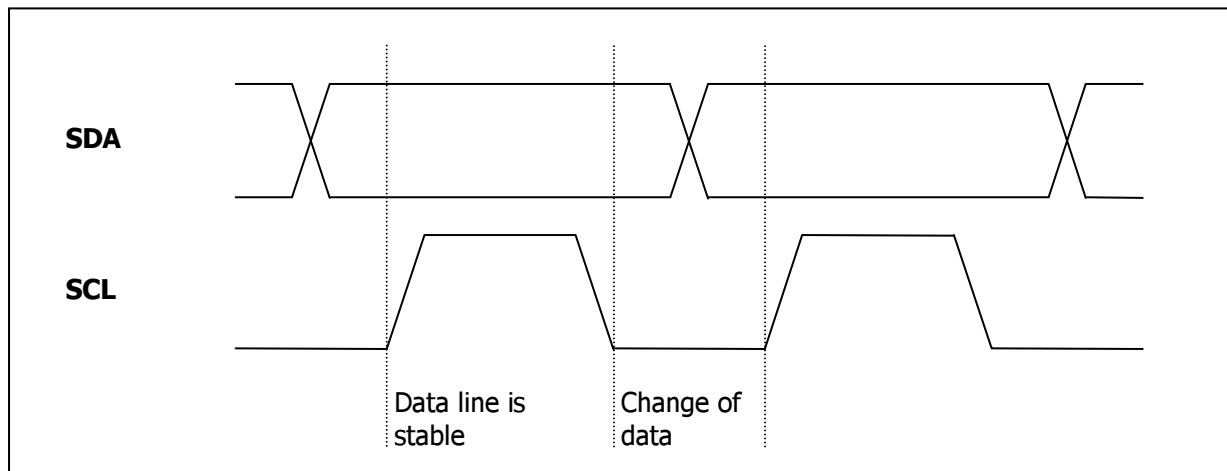 SDA
SCL
Data line is
stable
Change of
data